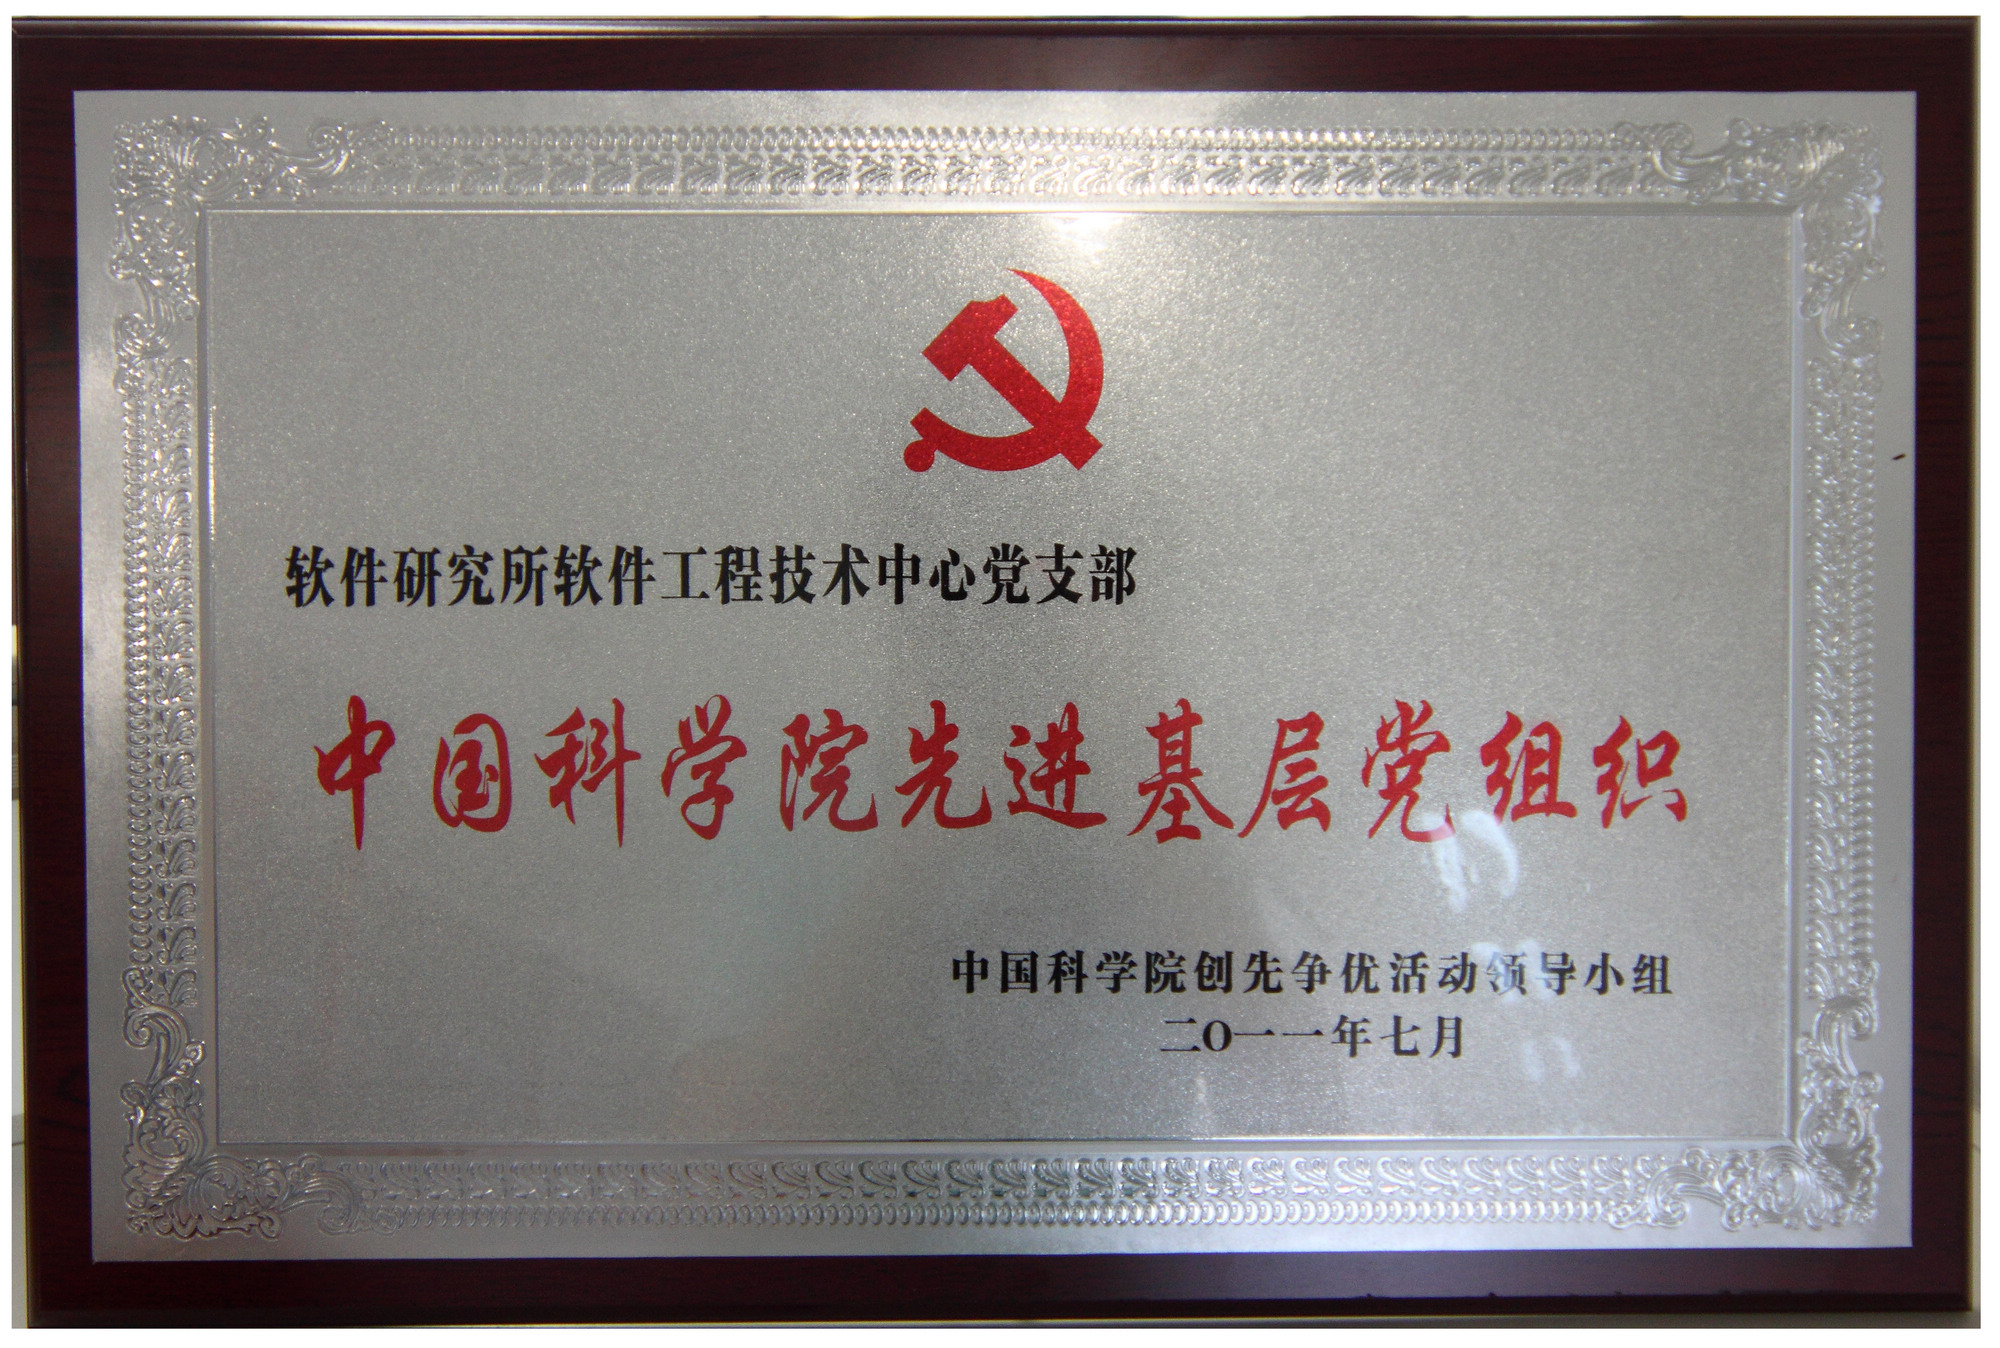 软件研究所软件工程技术中心党支部
中国科学院先进基层党组织
中国科学院创先争优活动领导小组
二O一一年七月